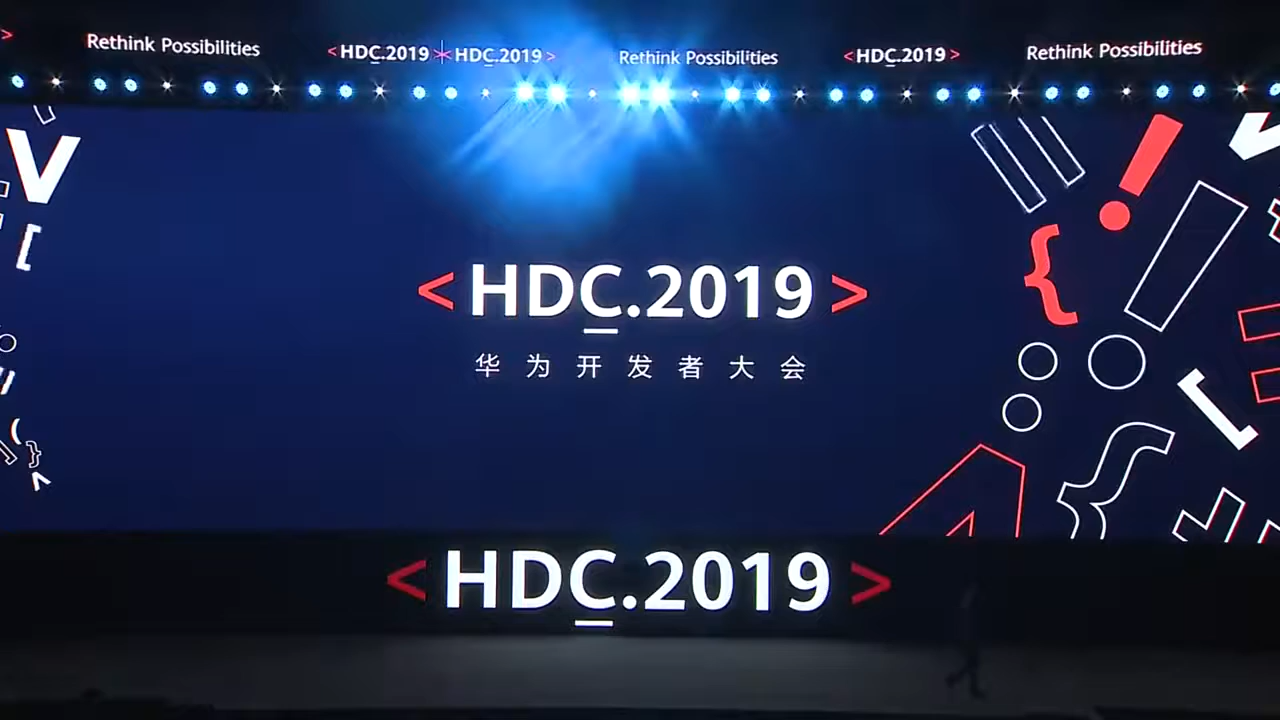 Rethink Possibilities <HDC.2019> <HDC.2019> Rethink Possibilities <HDC.2019> Rethink Possibilities
<HDC.2019>
华为开发者大会
<HDC.2019>